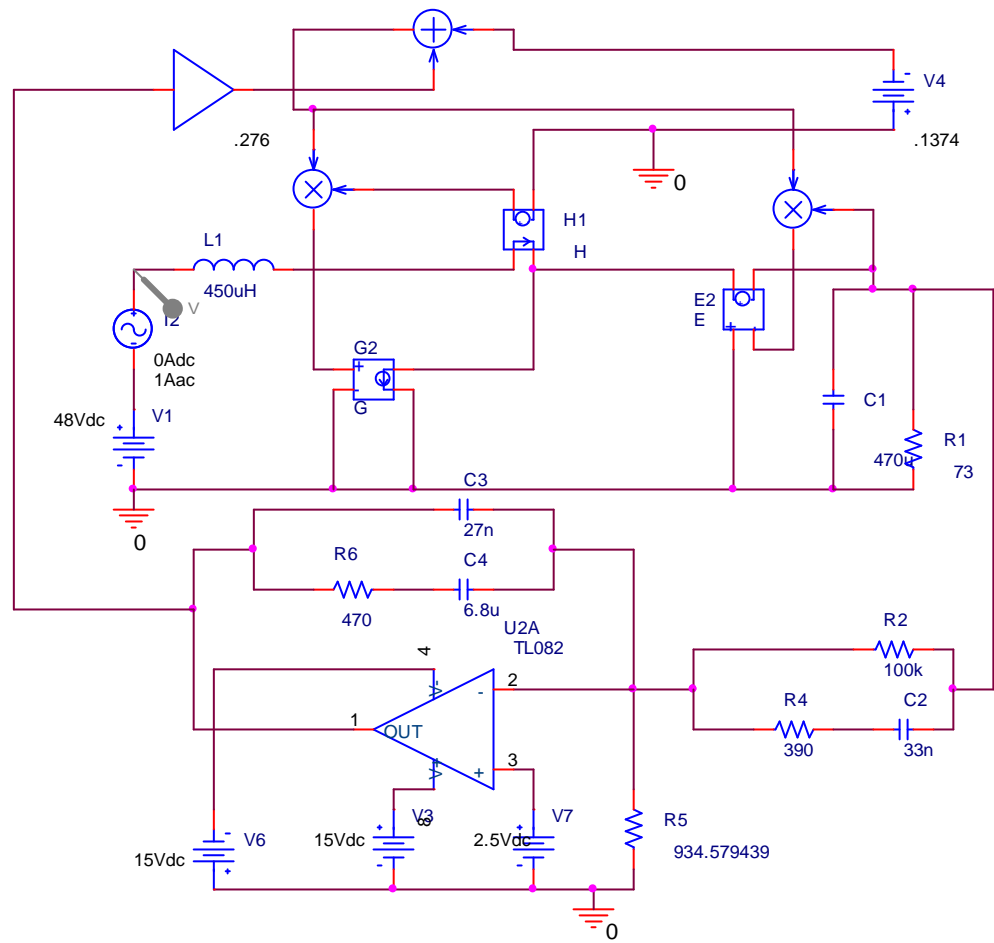 V4
.276
.1374
0
H1
H
L1
450uH
E2
E
V
I2
0Adc
1Aac
G2
G
C1
48Vdc
V1
R1
470u
73
0
C3
27n
R6
C4
470
6.8u
U2A
TL082
R2
100k
4
V-
2
-
R4
C2
1
OUT
390
33n
3
+
V+
8
V3
V7
R5
15Vdc
2.5Vdc
934.579439
V6
15Vdc
0